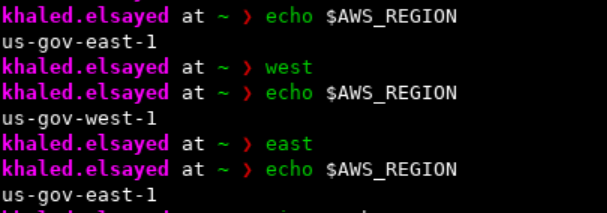 khaled.elsayed at ~ ❯ echo $AWS_REGION
us-gov-east-1
khaled.elsayed at ~ ❯ west
khaled.elsayed at ~ ❯ echo $AWS_REGION
us-gov-west-1
khaled.elsayed at ~ ❯ east
khaled.elsayed at ~ ❯ echo $AWS_REGION
us-gov-east-1